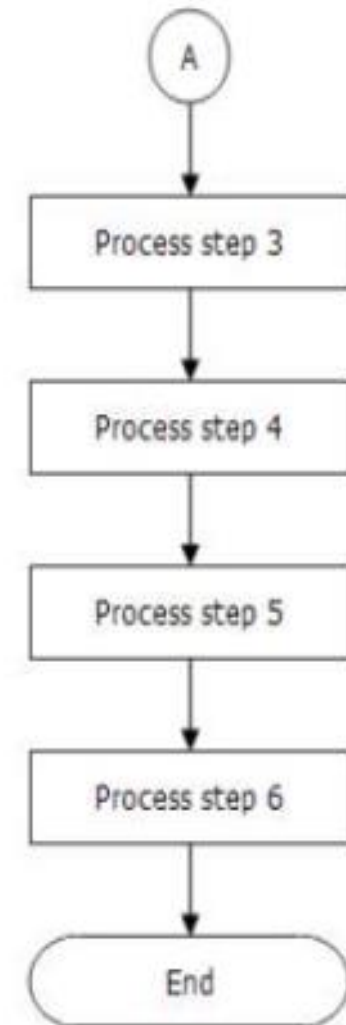 A
Process step 3
Process step 4
Process step 5
Process step 6
End